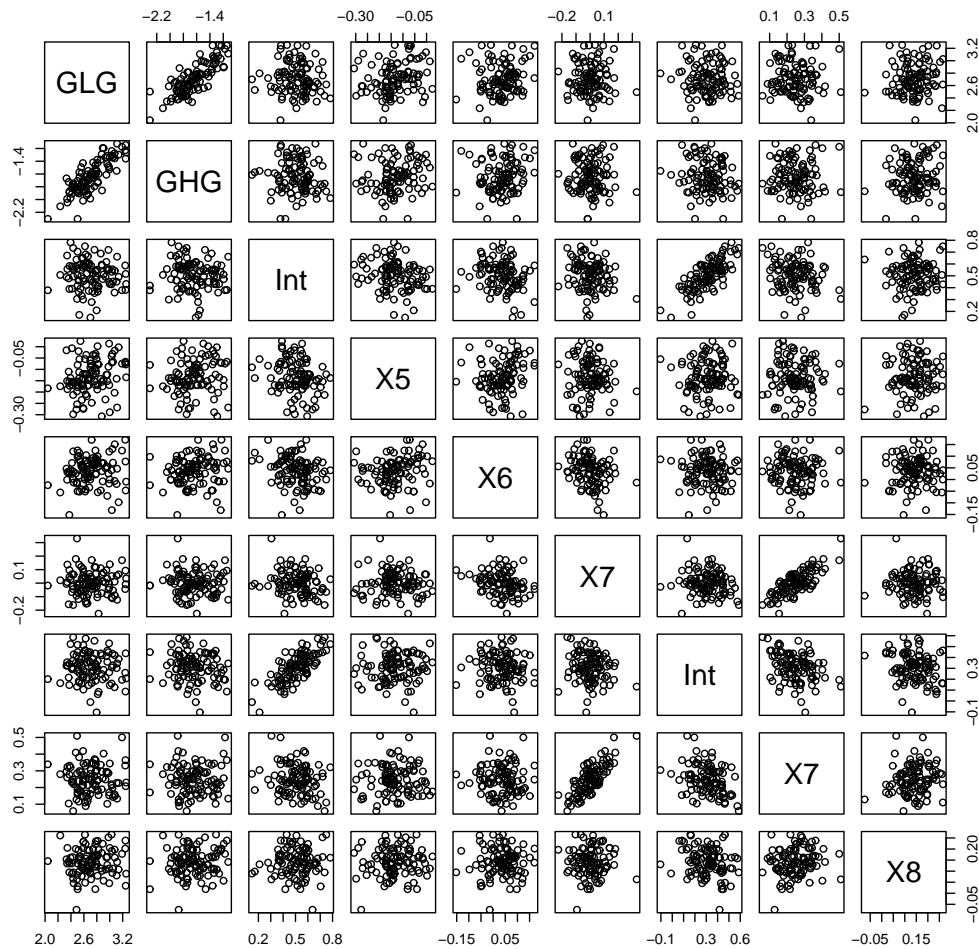 −2.2 −1.4 −0.30 −0.05 −0.2 0.1 0.1 0.3 0.5
GLG 2.0 2.6 3.2
−2.2 −1.4 GHG
Int 0.2 0.5 0.8
−0.30 −0.05 X5
X6 −0.15 0.05
−0.2 0.1 X7
Int −0.1 0.3
0.1 0.3 0.5 X7
X8 −0.05 0.20
2.0 2.6 3.2 0.2 0.5 0.8 −0.15 0.05 −0.1 0.3 0.6 −0.05 0.15